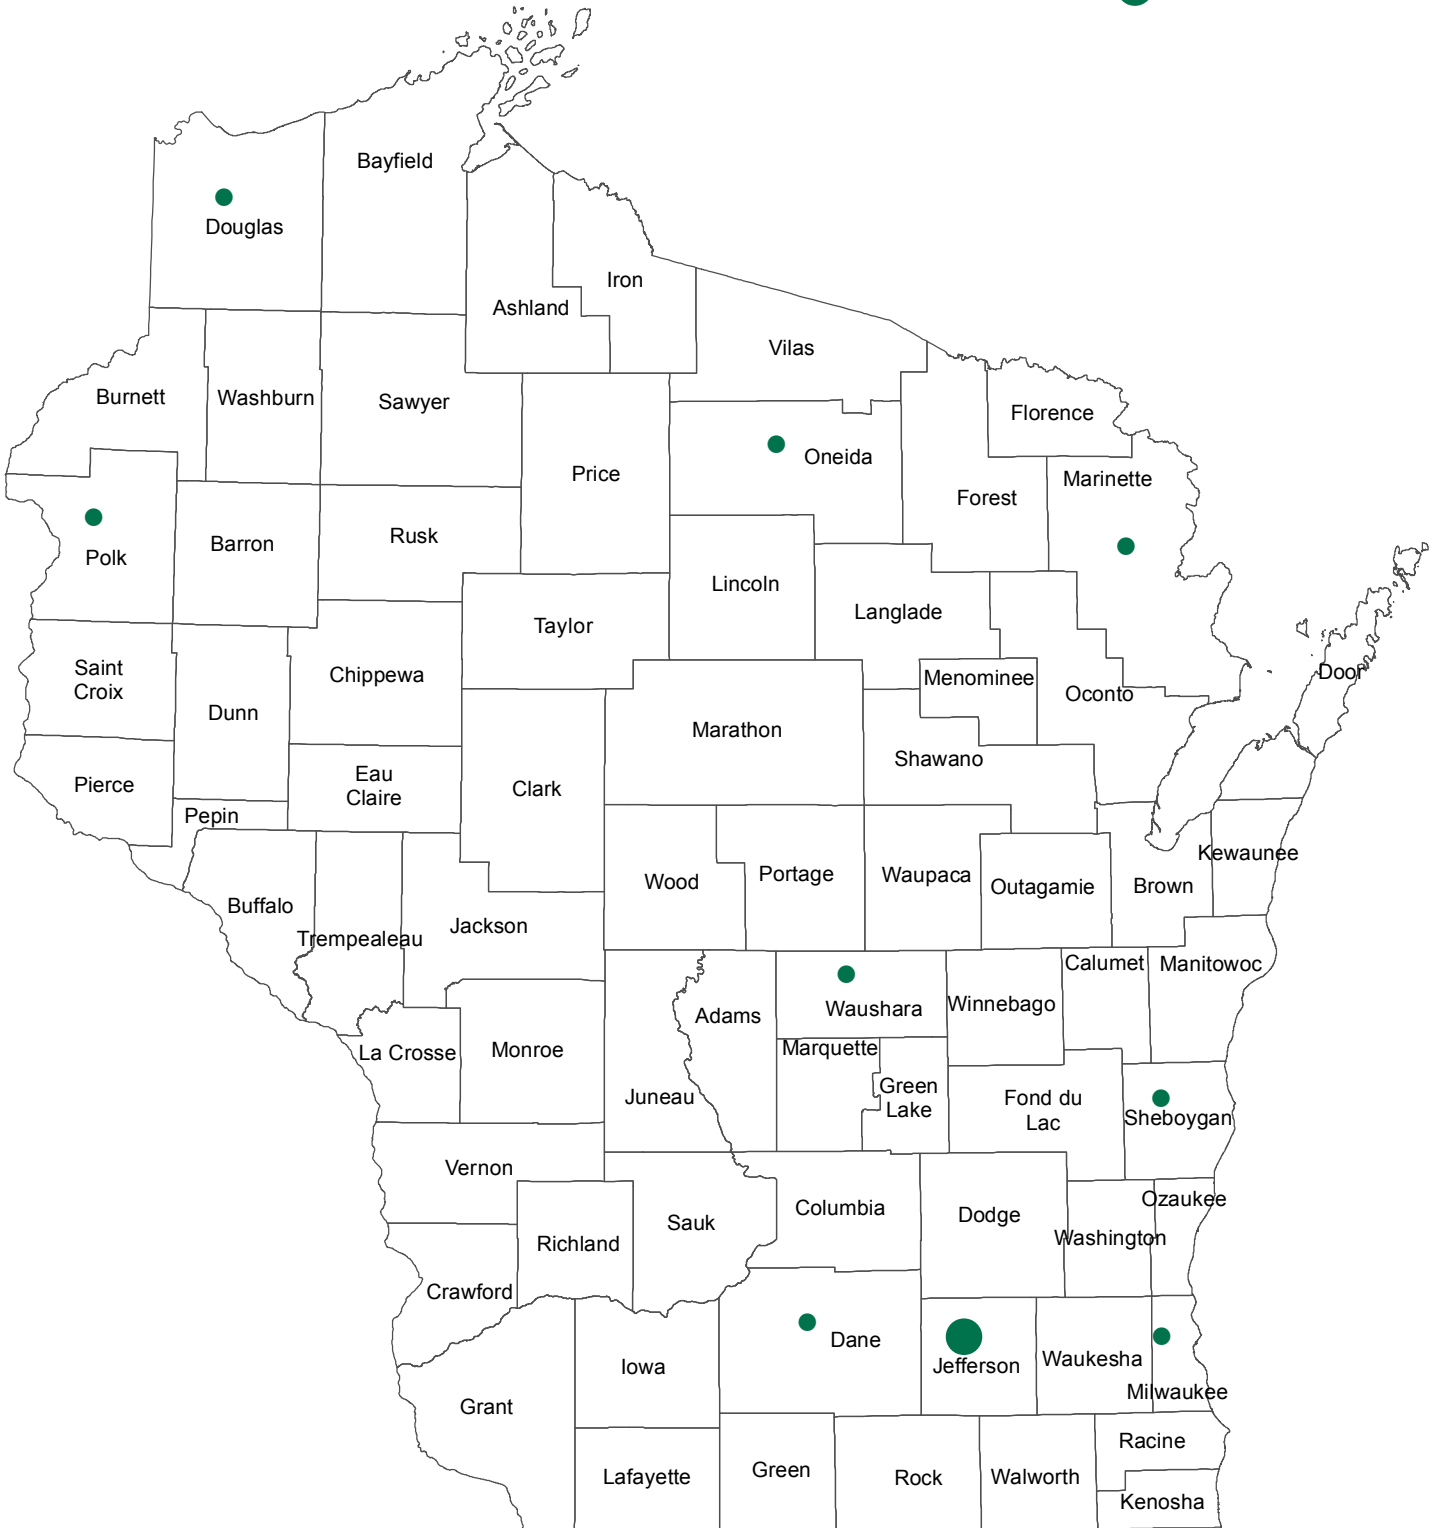 Bayfield
Douglas
Iron
Ashland
Vilas
Burnett
Washburn
Sawyer
Florence
Oneida
Price
Marinette
Forest
Rusk
Barron
Polk
Lincoln
Langlade
Taylor
Saint
Croix
Chippewa
Menominee
Door
Oconto
Dunn
Marathon
Shawano
Pierce
Eau
Claire
Clark
Pepin
Kewaunee
Wood
Portage
Waupaca
Outagamie
Brown
Buffalo
Jackson
Trempealeau
Calumet
Manitowoc
Winnebago
Waushara
Adams
Marquette
La Crosse
Monroe
Juneau
Green
Lake
Fond du
Lac
Sheboygan
Vernon
Ozaukee
Columbia
Dodge
Sauk
Washington
Richland
Crawford
Dane
Waukesha
Jefferson
Iowa
Milwaukee
Grant
Racine
Green
Lafayette
Rock
Walworth
Kenosha